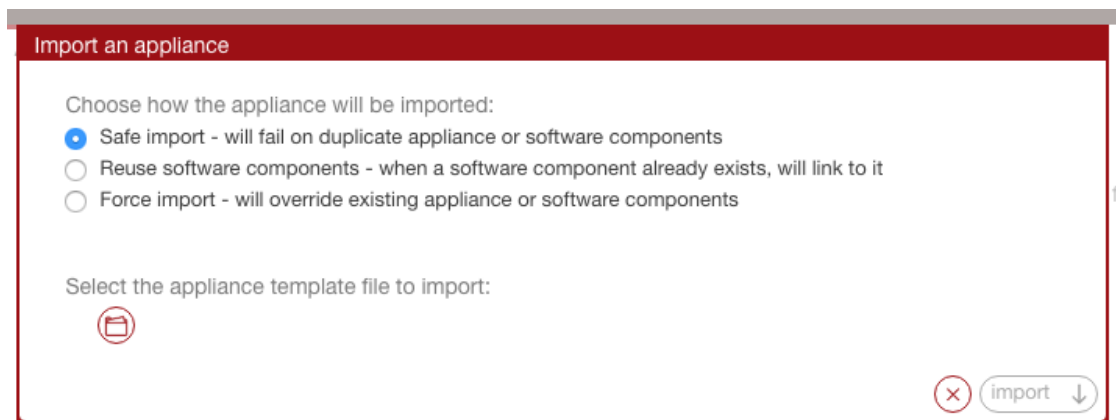 Import an appliance
Choose how the appliance will be imported:
Safe import - will fail on duplicate appliance or software components
Reuse software components - when a software component already exists, will link to it
Force import - will override existing appliance or software components
Select the appliance template file to import:
import